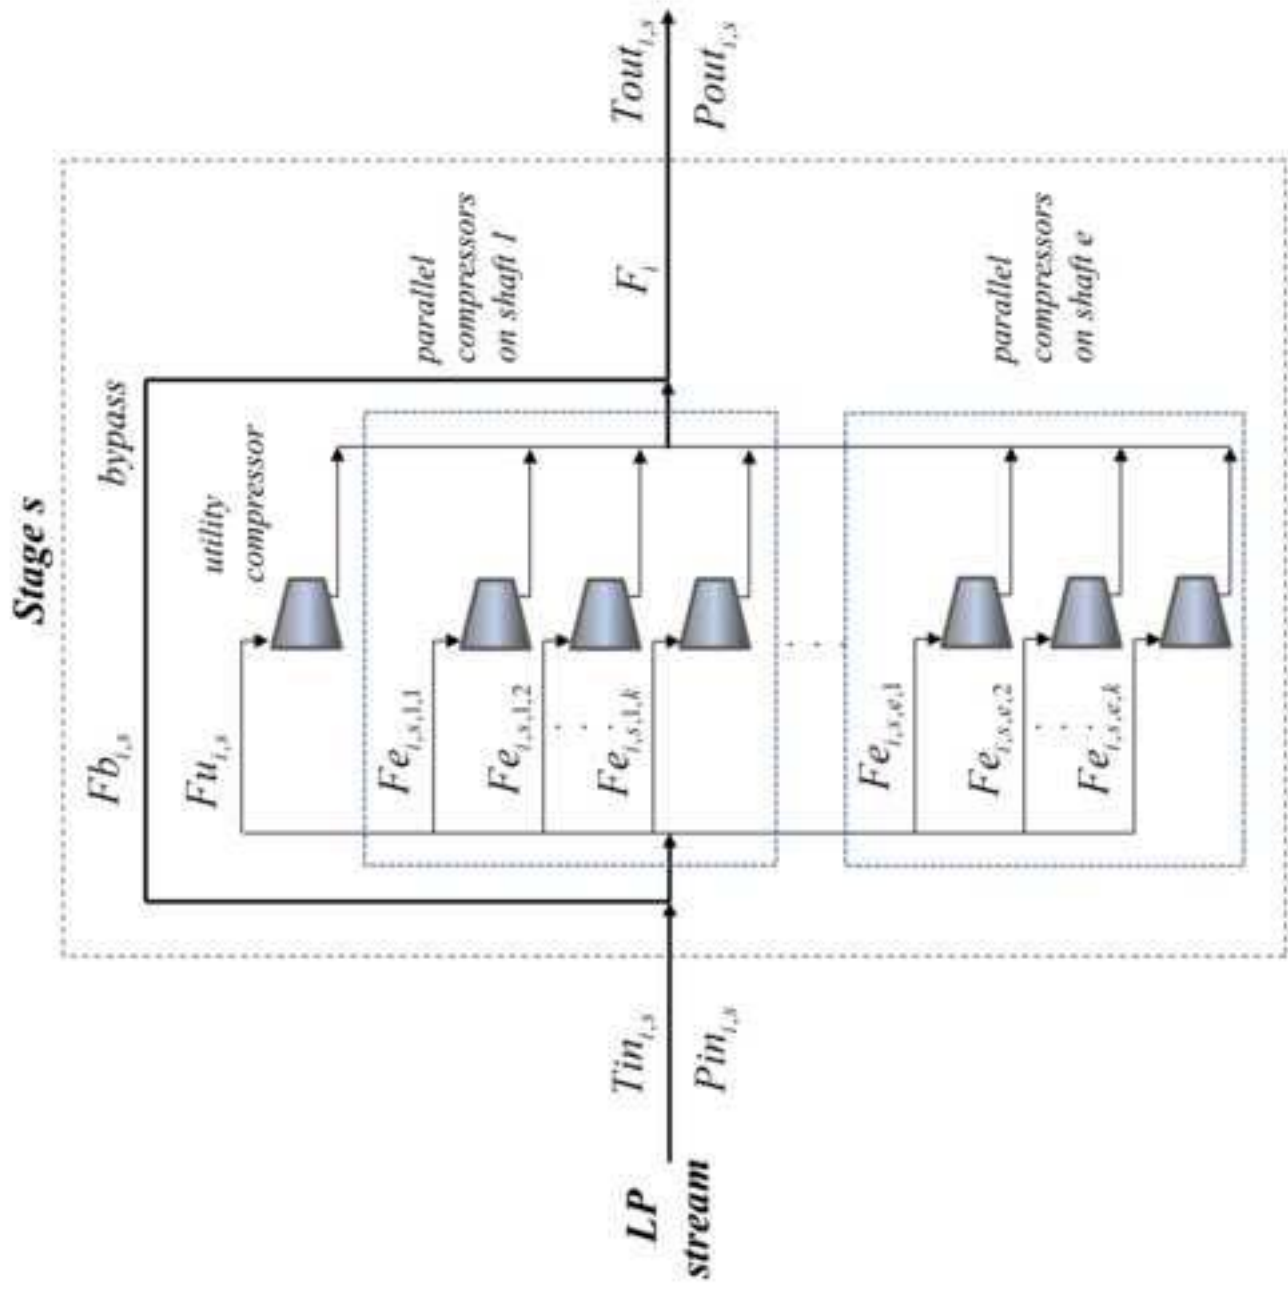 Stage s
bypass
Fb_{i,s}
utility
compressor
Fu_{i,s}
parallel
compressors
on shaft 1
Fe_{i,s,1,1}
Fe_{i,s,1,2}
. .
Fe_{i,s,1,k}
LP
stream
Tin_{i,s}
Pin_{i,s}
F_i
Tout_{i,s}
Pout_{i,s}
. . .
parallel
compressors
on shaft e
Fe_{i,s,e,1}
Fe_{i,s,e,2}
. .
Fe_{i,s,e,k}